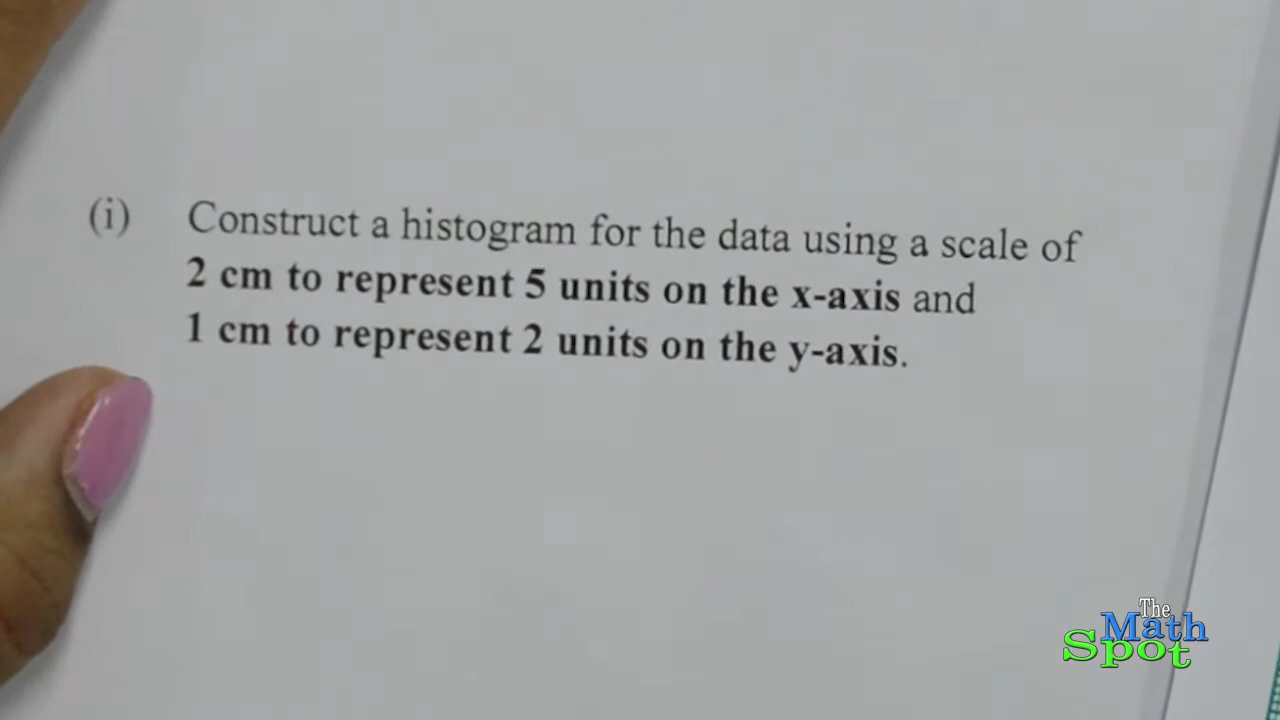 (i) Construct a histogram for the data using a scale of
2 cm to represent 5 units on the x-axis and
1 cm to represent 2 units on the y-axis.
The
Math
Spot